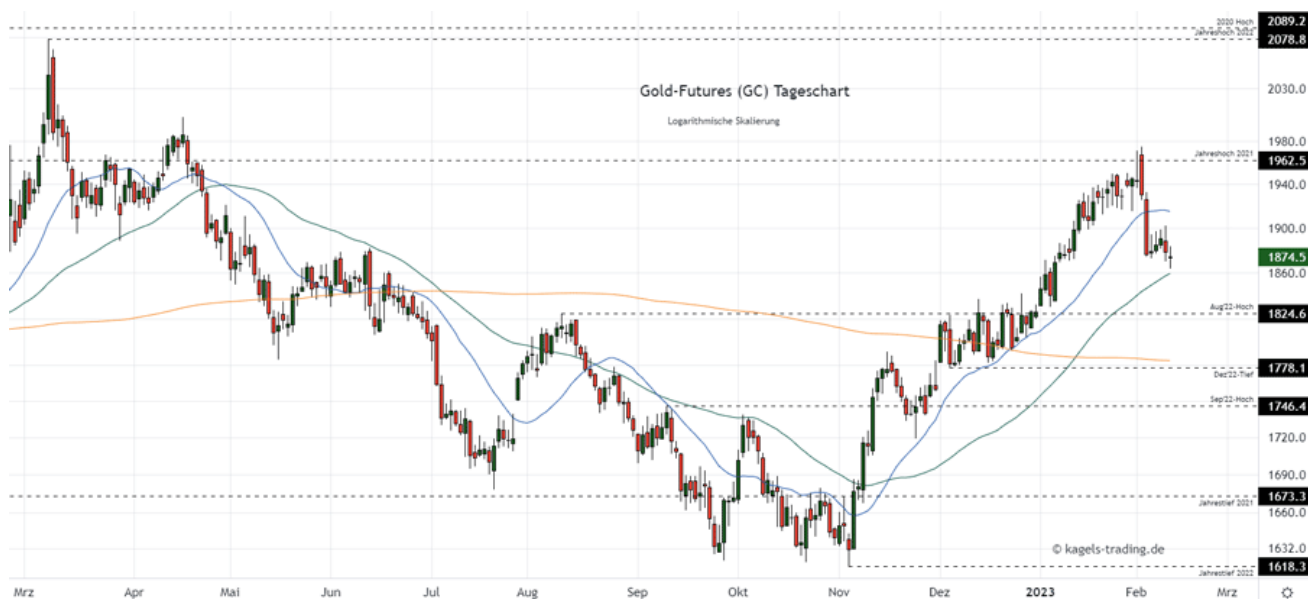 2020 Hoch
2089.2
Jahreshoch 2022
2078.8
2030.0
Gold-Futures (GC) Tageschart
Logarithmische Skalierung
1980.0
Jahreshoch 2021
1962.5
1940.0
1900.0
1874.5
1860.0
Aug'22-Hoch
1824.6
1778.1
Dez'22-Tief
Sep'22-Hoch
1746.4
1720.0
1690.0
1673.3
Jahrestief 2021
1660.0
1632.0
© kagels-trading.de
1618.3
Jahrestief 2022
Mrz Apr Mai Jun Jul Aug Sep Okt Nov Dez 2023 Feb Mrz